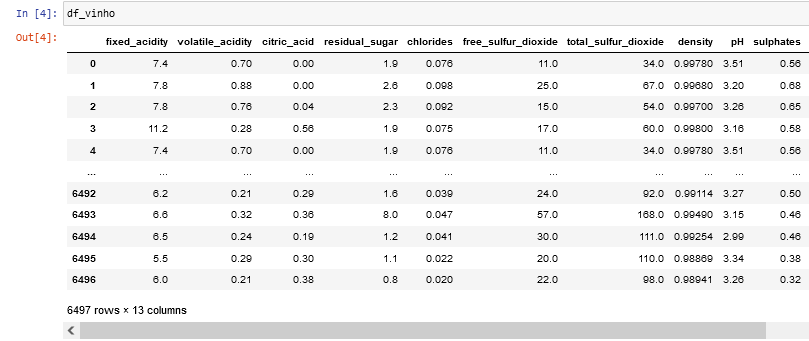 In [4]: df_vinho
Out[4]:
fixed_acidity volatile_acidity citric_acid residual_sugar chlorides free_sulfur_dioxide total_sulfur_dioxide density pH sulphates
0 7.4 0.70 0.00 1.9 0.076 11.0 34.0 0.99780 3.51 0.56
1 7.8 0.88 0.00 2.6 0.098 25.0 67.0 0.99680 3.20 0.68
2 7.8 0.76 0.04 2.3 0.092 15.0 54.0 0.99700 3.26 0.65
3 11.2 0.28 0.56 1.9 0.075 17.0 60.0 0.99800 3.16 0.58
4 7.4 0.70 0.00 1.9 0.076 11.0 34.0 0.99780 3.51 0.56
... ... ... ... ... ... ... ... ... ... ...
6492 6.2 0.21 0.29 1.6 0.039 24.0 92.0 0.99114 3.27 0.50
6493 6.6 0.32 0.36 8.0 0.047 57.0 168.0 0.99490 3.15 0.46
6494 6.5 0.24 0.19 1.2 0.041 30.0 111.0 0.99254 2.99 0.46
6495 5.5 0.29 0.30 1.1 0.022 20.0 110.0 0.98869 3.34 0.38
6496 6.0 0.21 0.38 0.8 0.020 22.0 98.0 0.98941 3.26 0.32
6497 rows × 13 columns